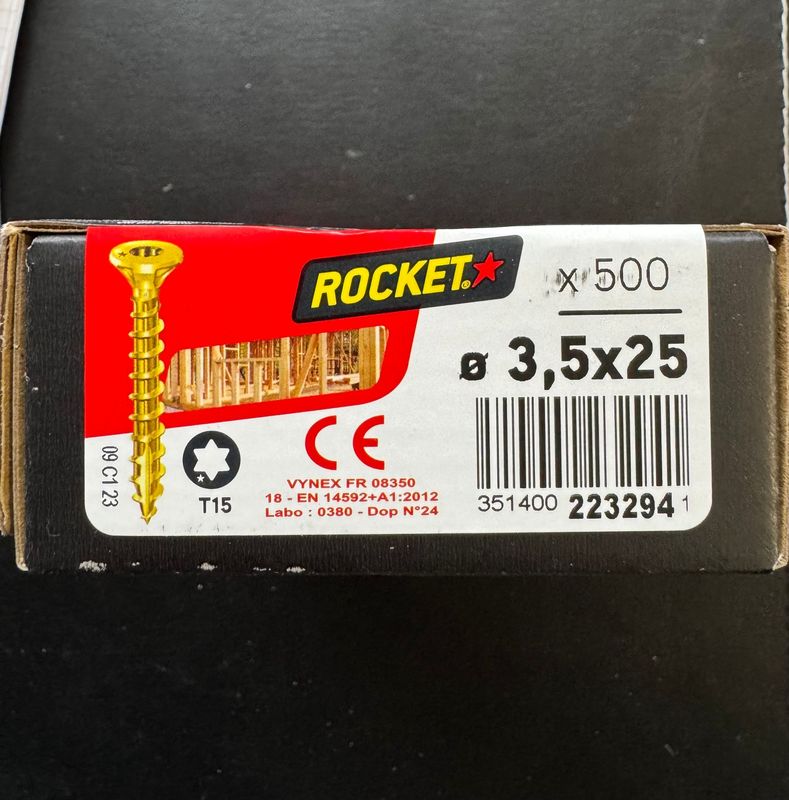 ROCKET®
x 500
ø 3,5x25
09 C1 23
T15
CE
VYNEX FR 08350
18 - EN 14592+A1:2012
Labo : 0380 - Dop N°24
351400 223294 1